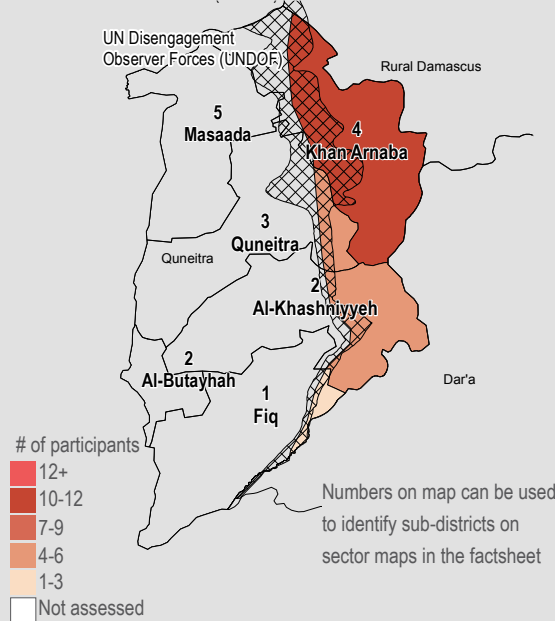 UN Disengagement
Observer Forces (UNDOF)
Rural Damascus
5
Masaada
4
Khan Arnaba
3
Quneitra
Quneitra
2
Al-Khashniyyeh
2
Al-Butayhah
1
Fiq
Dar'a
# of participants
12+
10-12
7-9
4-6
1-3
Not assessed
Numbers on map can be used
to identify sub-districts on
sector maps in the factsheet